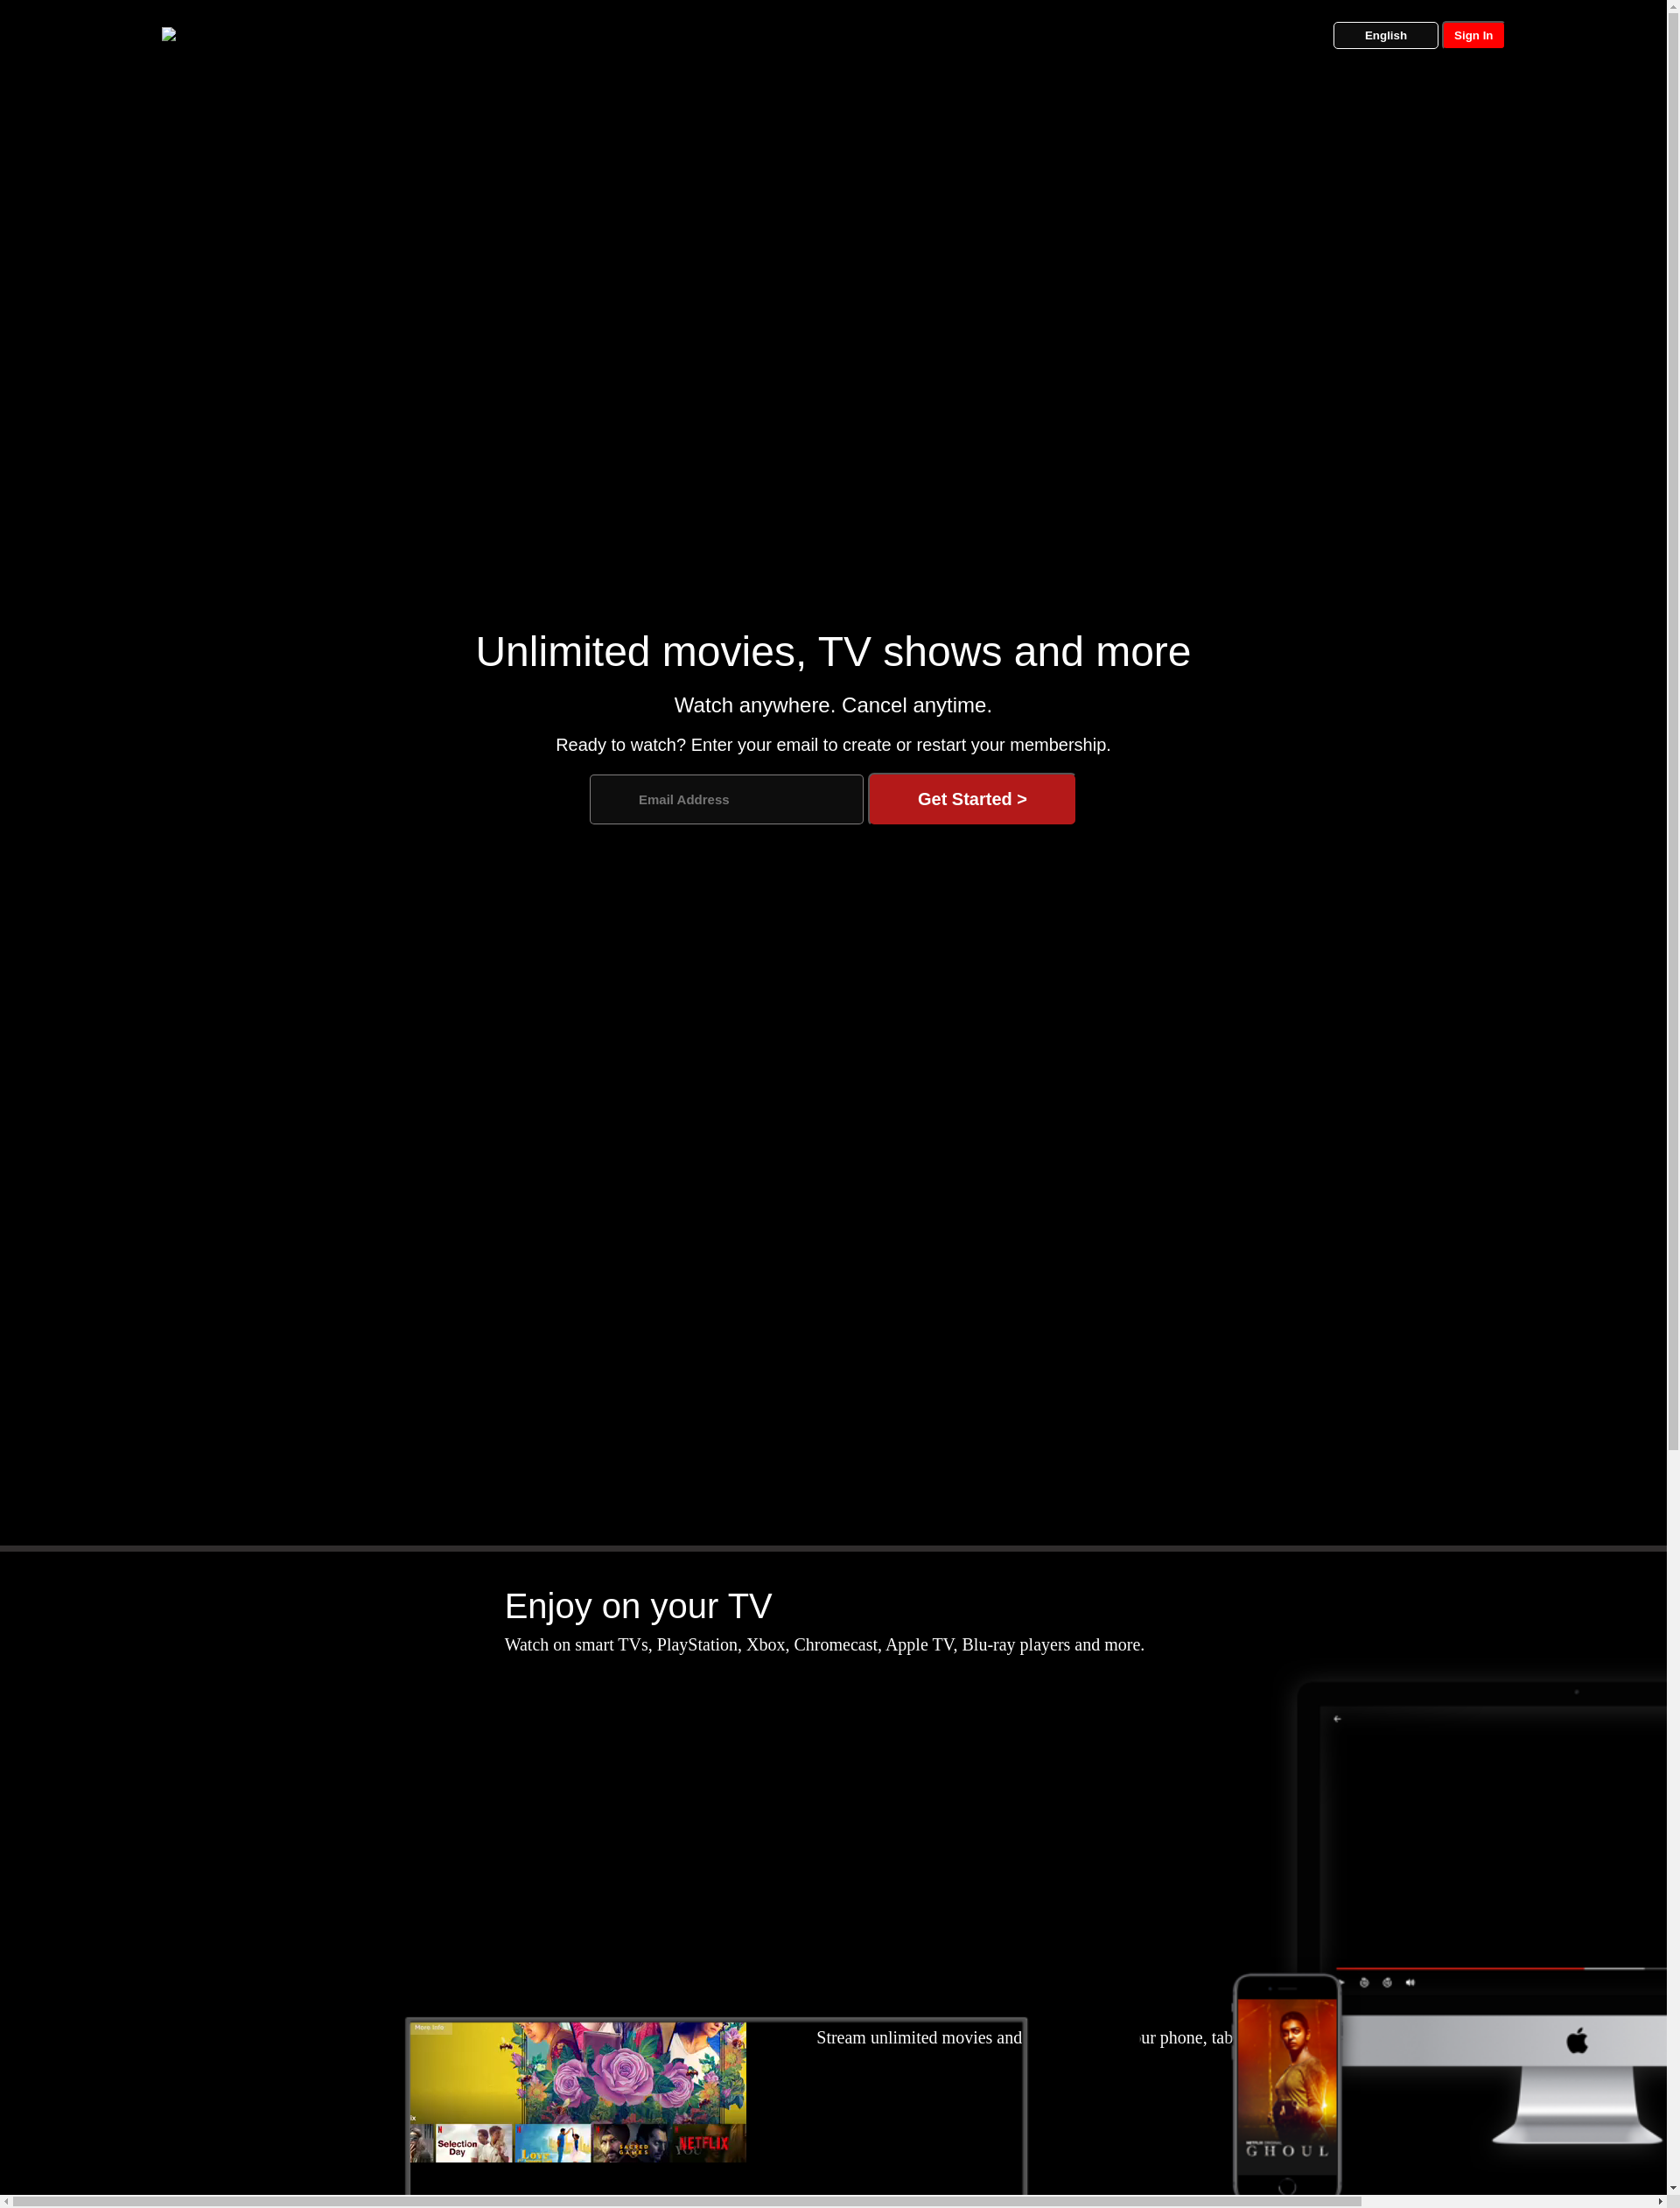 English
Sign In
Unlimited movies, TV shows and more
Watch anywhere. Cancel anytime.
Ready to watch? Enter your email to create or restart your membership.
Email Address
Get Started >
Enjoy on your TV
Watch on smart TVs, PlayStation, Xbox, Chromecast, Apple TV, Blu-ray players and more.
More Info
Stream unlimited movies and ur phone, tab
ix
Selection Day
Love
SACRED GAMES
YOU
NETFLIX
GHOUL